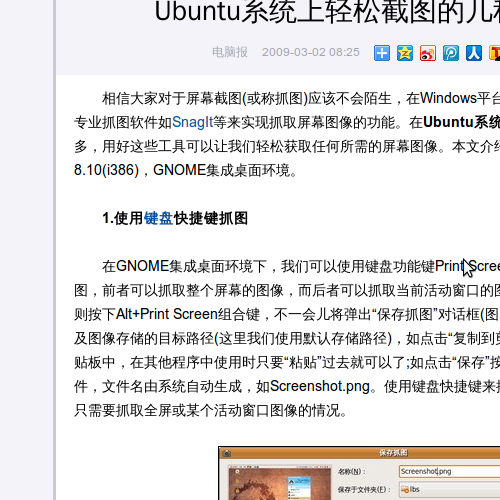 Ubuntu系统上轻松截图的几
电脑报 2009-03-02 08:25
相信大家对于屏幕截图(或称抓图)应该不会陌生，在Windows平台
专业抓图软件如SnagIt等来实现抓取屏幕图像的功能。在Ubuntu系统
多，用好这些工具可以让我们轻松获取任何所需的屏幕图像。本文介绍
8.10(i386)，GNOME集成桌面环境。
1.使用键盘快捷键抓图
在GNOME集成桌面环境下，我们可以使用键盘功能键Print Scree
图，前者可以抓取整个屏幕的图像，而后者可以抓取当前活动窗口的图
则按下Alt+Print Screen组合键，不一会儿将弹出“保存抓图”对话框(图
及图像存储的目标路径(这里我们使用默认存储路径)，如点击“复制到剪
贴板中，在其他程序中使用时只要“粘贴”过去就可以了;如点击“保存”按
件，文件名由系统自动生成，如Screenshot.png。使用键盘快捷键来抓
只需要抓取全屏或某个活动窗口图像的情况。
保存抓图
名称(N)： Screenshot.png
保存于文件夹(F)： lbs